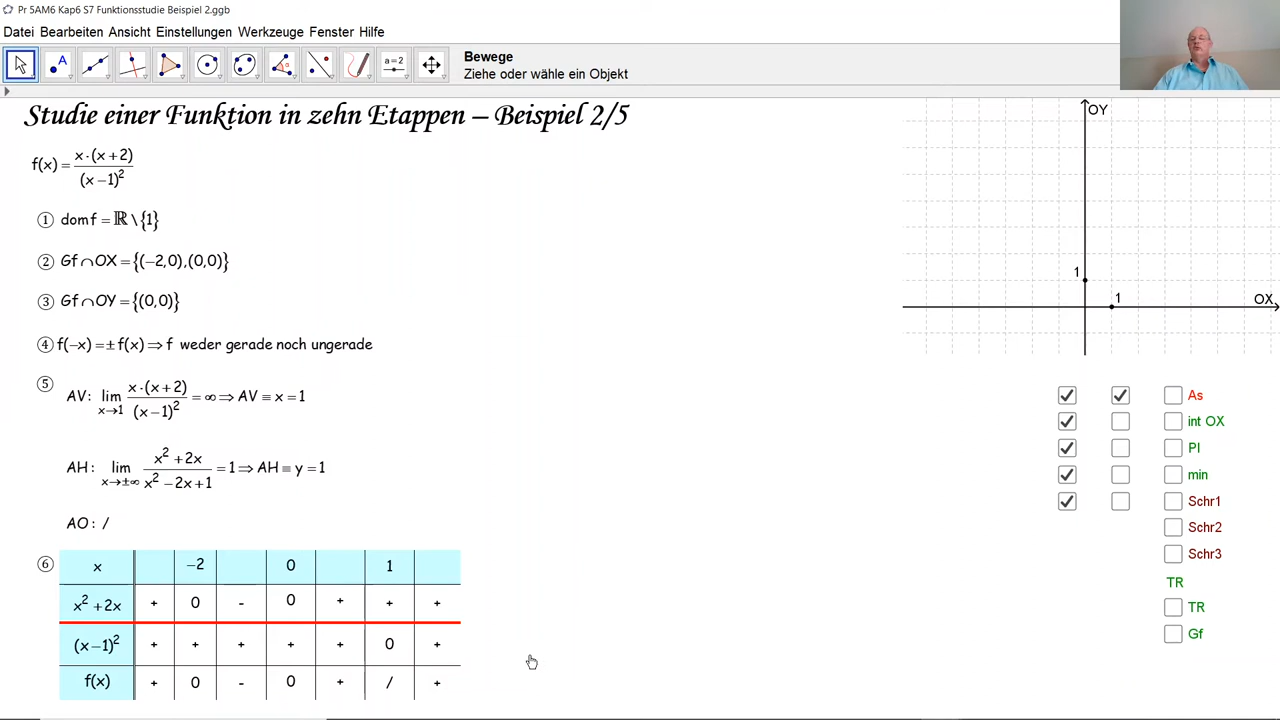 Pr 5AM6 Kap6 S7 Funktionsstudie Beispiel 2.ggb
Datei Bearbeiten Ansicht Einstellungen Werkzeuge Fenster Hilfe
A a=2
Bewege
Ziehe oder wähle ein Objekt
Studie einer Funktion in zehn Etappen – Beispiel 2/5
f(x) = x·(x+2) / (x−1)²
① dom f = ℝ \ {1}
② Gf∩OX = {(−2,0),(0,0)}
③ Gf∩OY = {(0,0)}
④ f(−x) = ± f(x) ⇒ f weder gerade noch ungerade
⑤ AV: lim x→1 x·(x+2) / (x−1)² = ∞ ⇒ AV ≡ x = 1
AH: lim x→±∞ x²+2x / x²−2x+1 = 1 ⇒ AH ≡ y = 1
AO: /
⑥ x −2 0 1
x²+2x + 0 - 0 + + +
(x−1)² + + + + + 0 +
f(x) + 0 - 0 + / +
OY
1
1
OX
As
int OX
PI
min
Schr1
Schr2
Schr3
TR
TR
Gf